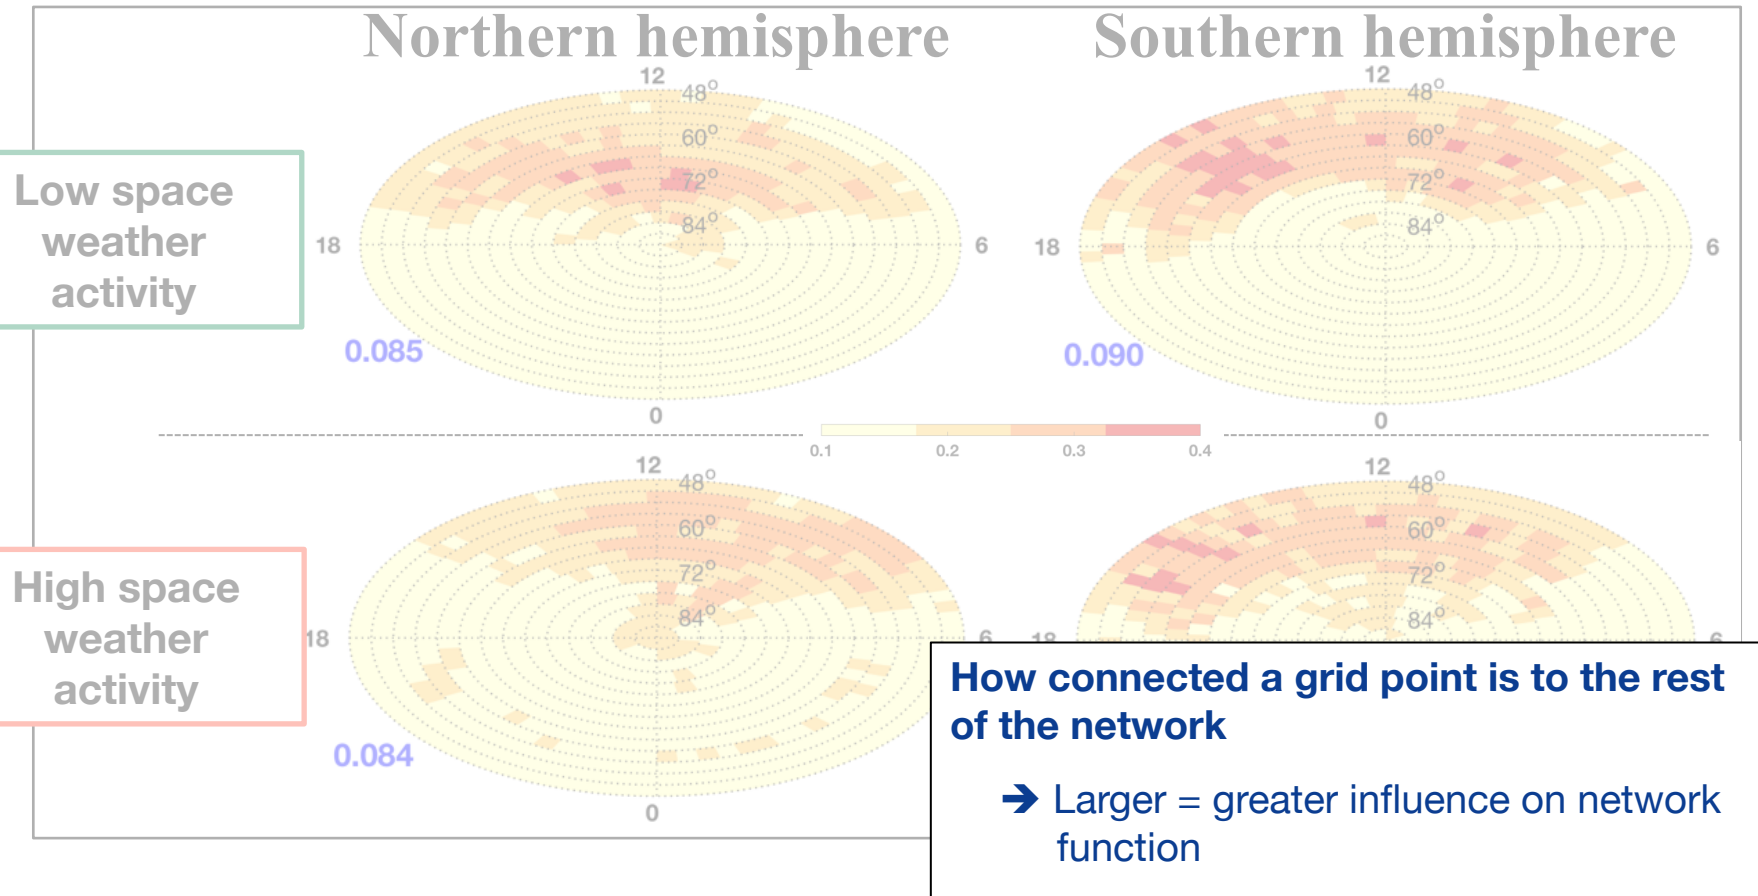 Northern hemisphere
Southern hemisphere
12
48°
60°
72°
84°
18
6
0
0.085
12
48°
60°
72°
84°
18
6
0
0.090
Low space
weather
activity
0.1
0.2
0.3
0.4
12
48°
60°
72°
84°
18
0
0.084
12
48°
60°
72°
84°
High space
weather
activity
How connected a grid point is to the rest
of the network
➔ Larger = greater influence on network
function